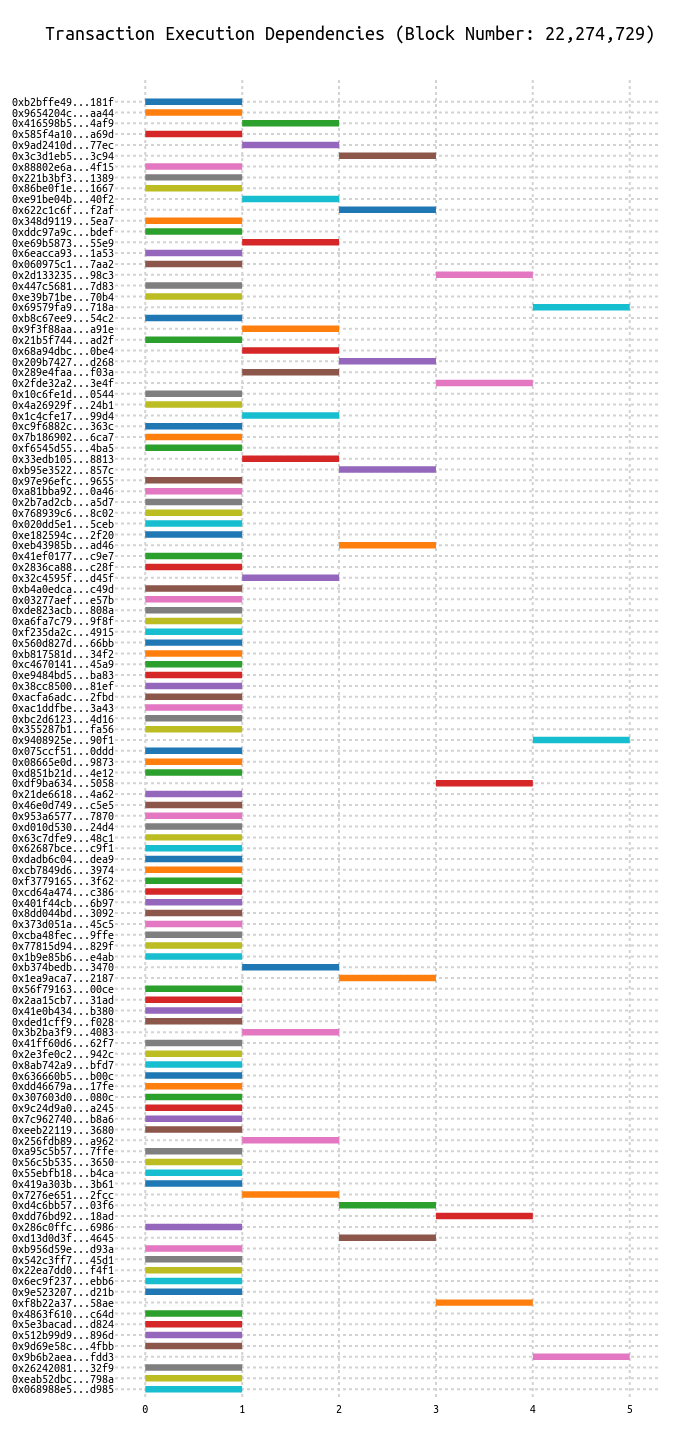 Transaction Execution Dependencies (Block Number: 22,274,729)
0xb2bffe49...181f
0x9654204c...aa44
0x416598b5...4af9
0x585f4a10...a69d
0x9ad2410d...77ec
0x3c3d1eb5...3c94
0x88802e6a...4f15
0x221b3bf3...1389
0x86be0f1e...1667
0xe91be04b...40f2
0x622c1c6f...f2af
0x348d9119...5ea7
0xddc97a9c...bdef
0xe69b5873...55e9
0x6eacca93...1a53
0x060975c1...7aa2
0x2d133235...98c3
0x447c5681...7d83
0xe39b71be...70b4
0x69579fa9...718a
0xb8c67ee9...54c2
0x9f3f88aa...a91e
0x21b5f744...ad2f
0x68a94dbc...0be4
0x209b7427...d268
0x289e4faa...f03a
0x2fde32a2...3e4f
0x10c6fe1d...0544
0x4a26929f...24b1
0x1c4cfe17...99d4
0xc9f6882c...363c
0x7b186902...6ca7
0xf6545d55...4ba5
0x33edb105...8813
0xb95e3522...857c
0x97e96efc...9655
0xa81bba92...0a46
0x2b7ad2cb...a5d7
0x768939c6...8c02
0x020dd5e1...5ceb
0xe182594c...2f20
0xeb43985b...ad46
0x41ef0177...c9e7
0x2836ca88...c28f
0x32c4595f...d45f
0xb4a0edca...c49d
0x03277aef...e57b
0xde823acb...808a
0xa6fa7c79...9f8f
0xf235da2c...4915
0x560d827d...66bb
0xb817581d...34f2
0xc4670141...45a9
0xe9484bd5...ba83
0x38cc8500...81ef
0xacfa6adc...2fbd
0xac1ddfbe...3a43
0xbc2d6123...4d16
0x355287b1...fa56
0x9408925e...90f1
0x075ccf51...0ddd
0x08665e0d...9873
0xd851b21d...4e12
0xdf9ba634...5058
0x21de6618...4a62
0x46e0d749...c5e5
0x953a6577...7870
0xd010d530...24d4
0x63c7dfe9...48c1
0x62687bce...c9f1
0xdadb6c04...dea9
0xcb7849d6...3974
0xf3779165...3f62
0xcd64a474...c386
0x401f44cb...6b97
0x8dd044bd...3092
0x373d051a...45c5
0xcba48fec...9ffe
0x77815d94...829f
0x1b9e85b6...e4ab
0xb374bedb...3470
0x1ea9aca7...2187
0x56f79163...00ce
0x2aa15cb7...31ad
0x41e0b434...b380
0xded1cff9...f028
0x3b2ba3f9...4083
0x41ff60d6...62f7
0x2e3fe0c2...942c
0x8ab742a9...bfd7
0x636660b5...b00c
0xdd46679a...17fe
0x307603d0...080c
0x9c24d9a0...a245
0x7c962740...b8a6
0xeeb22119...3680
0x256fdb89...a962
0xa95c5b57...7ffe
0x56c5b535...3650
0x55ebfb18...b4ca
0x419a303b...3b61
0x7276e651...2fcc
0xd4c6bb57...03f6
0xdd76bd92...18ad
0x286c0ffc...6986
0xd13d0d3f...4645
0xb956d59e...d93a
0x542c3ff7...45d1
0x22ea7dd0...f4f1
0x6ec9f237...ebb6
0x9e523207...d21b
0xf8b22a37...58ae
0x4863f610...c64d
0x5e3bacad...d824
0x512b99d9...896d
0x9d69e58c...4fbb
0x9b6b2aea...fdd3
0x26242081...32f9
0xeab52dbc...798a
0x068988e5...d985
0 1 2 3 4 5